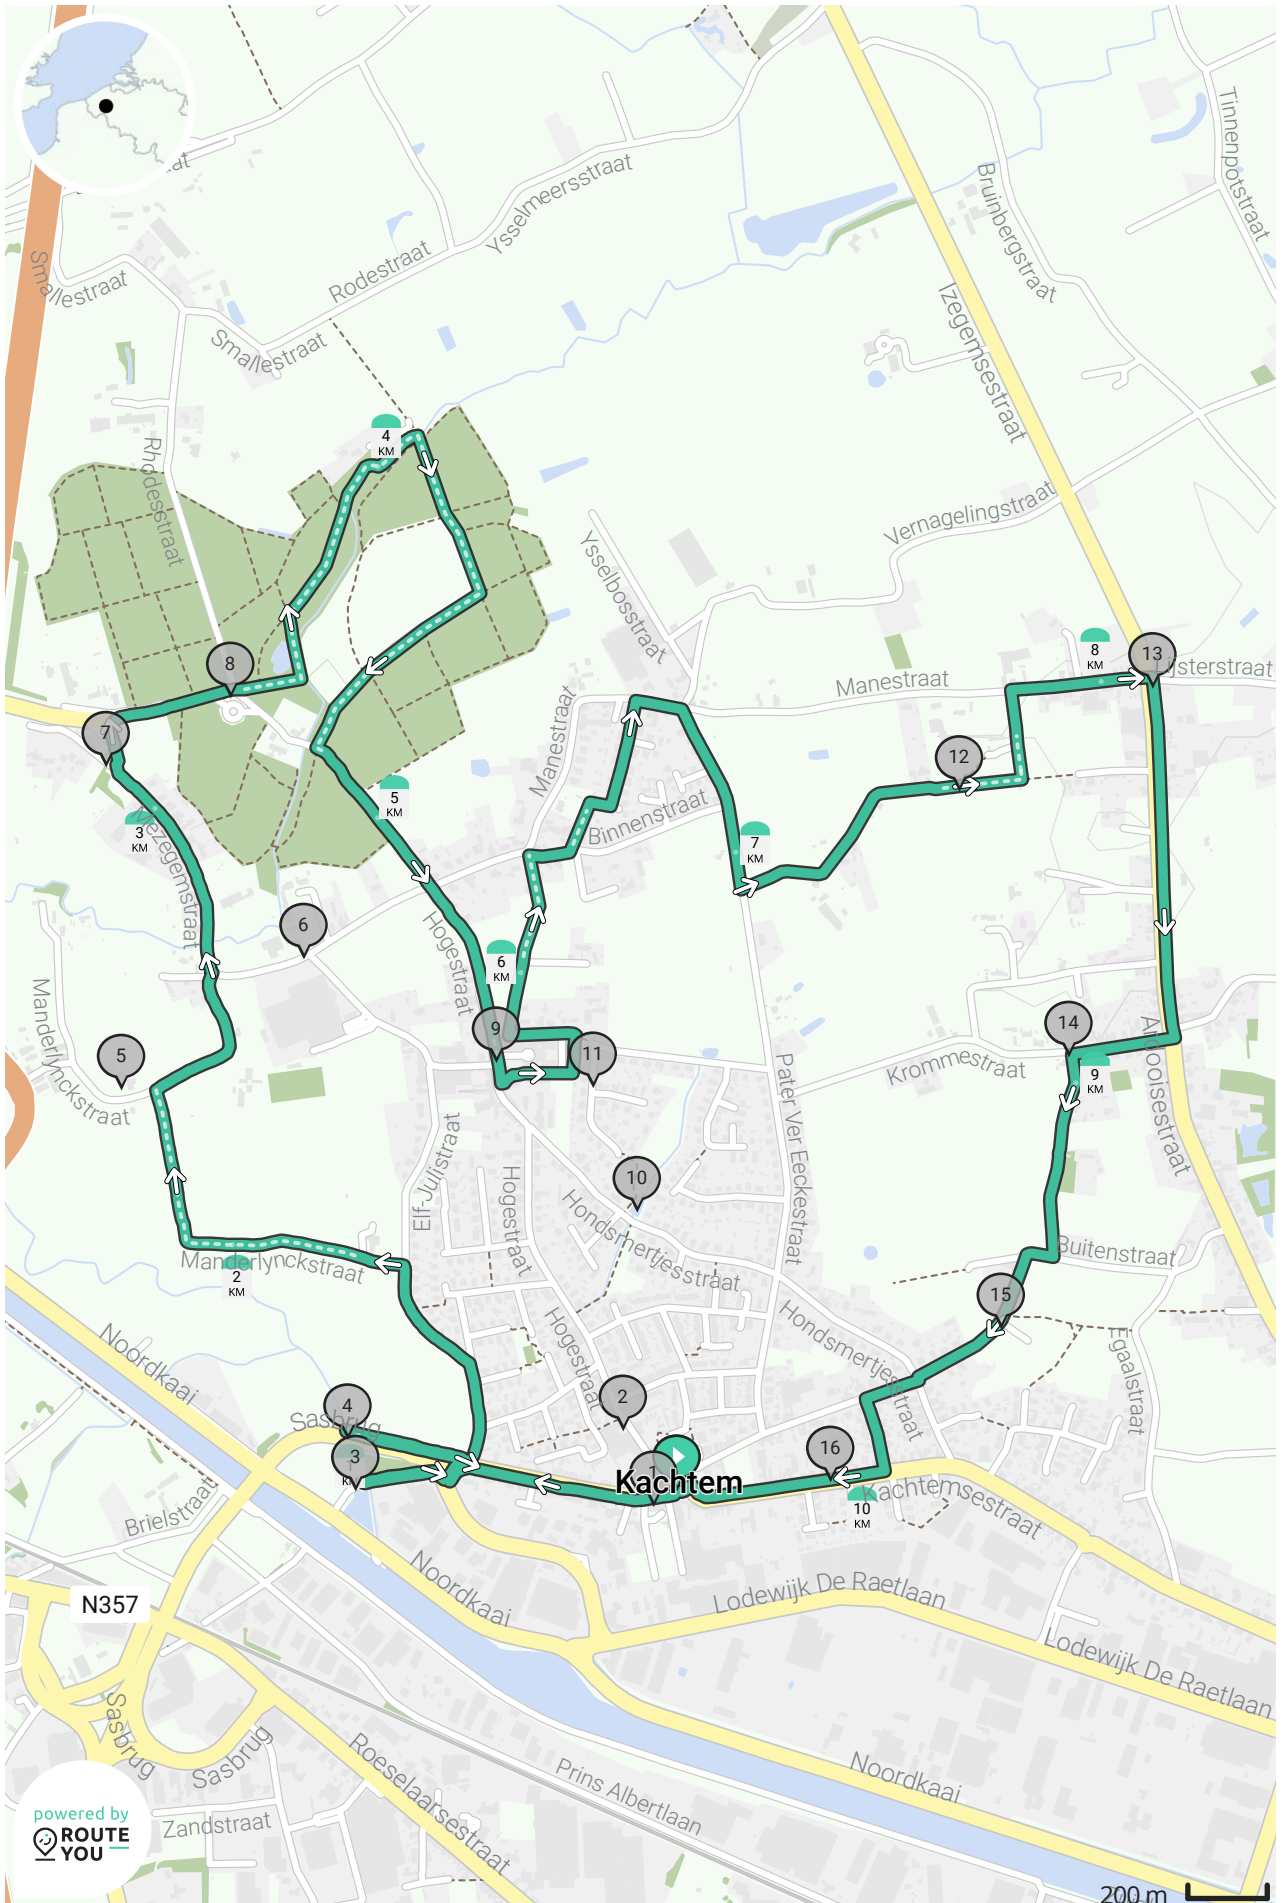 Tinnenpotstraat
Bruinbergstraat
Ysselmeersstraat
Rodestraat
Smallestraat
Smallestraat
Izegemsestraat
4
KM
Rhodesstraat
Vernagelingstraat
Ysselbosstraat
8
KM
13
8
Manestraat
Manestraat
7
12
5
KM
3
KM
Mezegemstraat
Binnenstraat
7
KM
6
Hogestraat
6
KM
Manderlynckstraat
9
11
14
5
Krommestraat
9
KM
Ardooisestraat
Pater Ver Eeckestraat
Elf-Julistraat
Hogestraat
10
Hondsmertjesstraat
Buitenstraat
Manderlynckstraat
2
KM
15
Hondsmertjesstraat
Egaalstraat
Noordkaai
Hogestraat
2
4
Sasbrug
3
1
16
Kachtem
Kachtemsestraat
10
KM
Brielstraat
Noordkaai
Lodewijk De Raetlaan
N357
Lodewijk De Raetlaan
Sasbrug
Sasbrug
Roeselaarsestraat
Prins Albertlaan
Noordkaai
Zandstraat
powered by
ROUTE
YOU
200 m